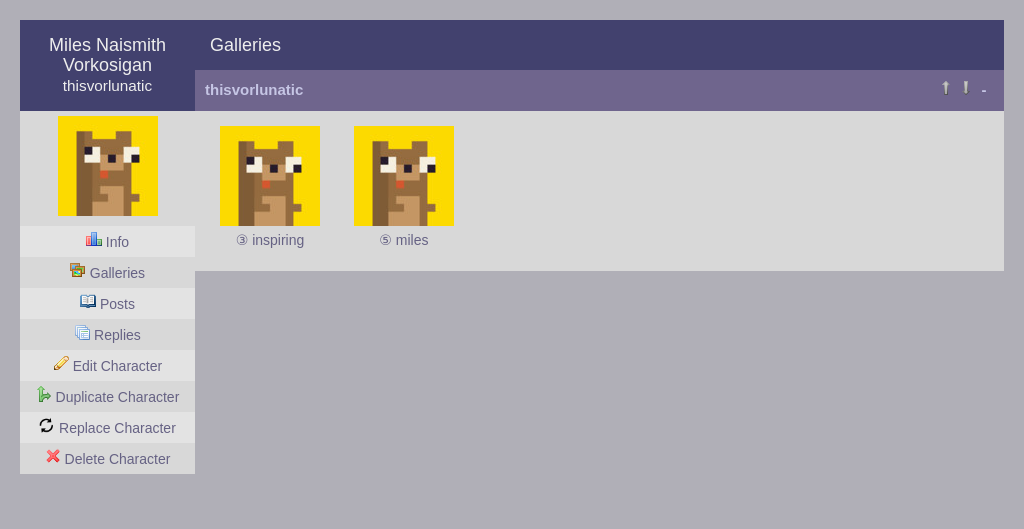 Miles Naismith
Vorkosigan
thisvorlunatic
Galleries
thisvorlunatic
-
③ inspiring
⑤ miles
Info
Galleries
Posts
Replies
Edit Character
Duplicate Character
Replace Character
Delete Character